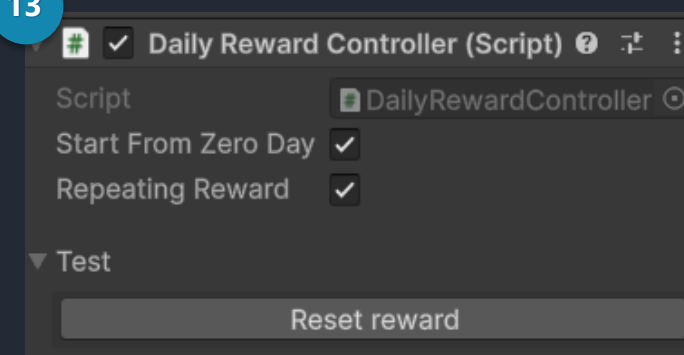 13
Daily Reward Controller (Script)
Script DailyRewardController
Start From Zero Day
Repeating Reward
Test
Reset reward